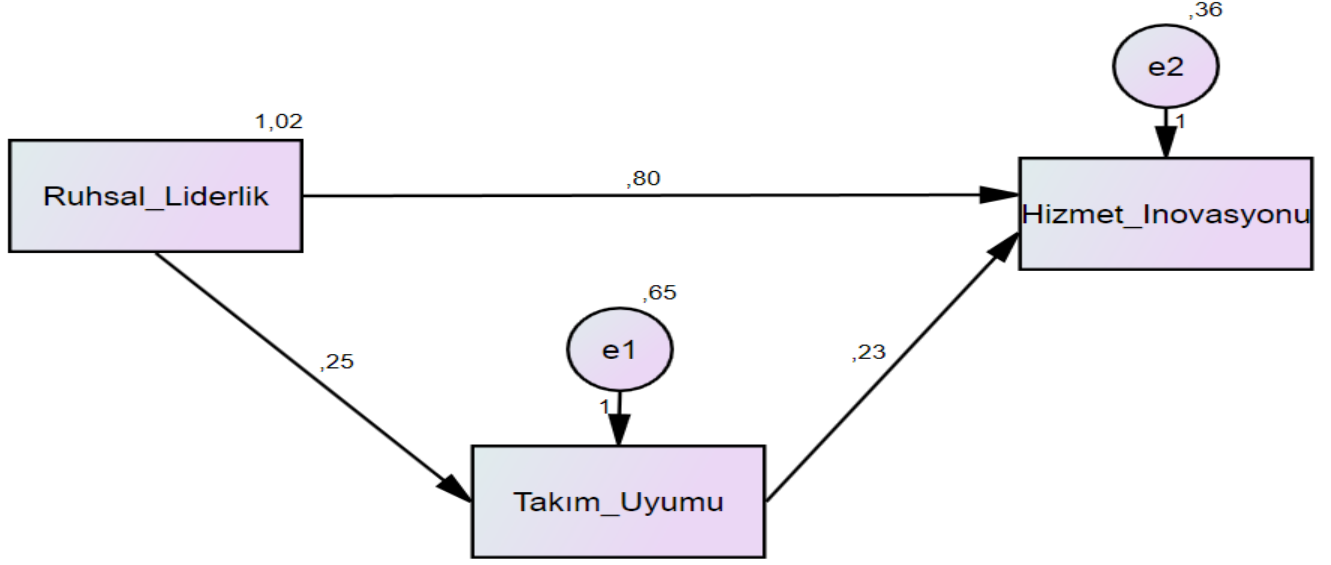 ,36
e2
1
1,02
Ruhsal_Liderlik
,80
Hizmet_Inovasyonu
,65
e1
,25
,23
1
Takım_Uyumu